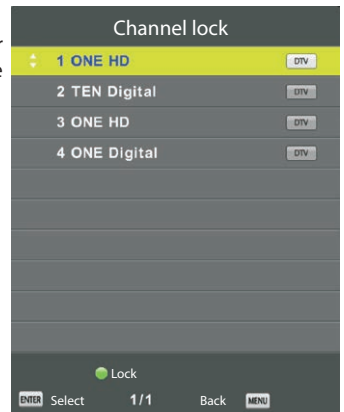 Channel lock
1 ONE HD DTV
2 TEN Digital DTV
3 ONE HD DTV
4 ONE Digital DTV
Lock
ENTER Select 1/1 Back MENU